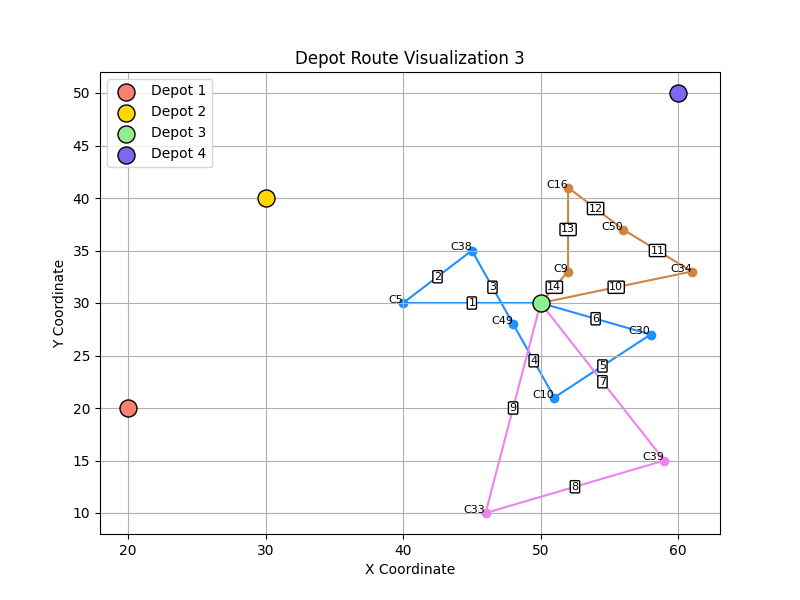 Depot Route Visualization 3
Depot 1
Depot 2
Depot 3
Depot 4
Y Coordinate
50
45
40
35
30
25
20
15
10
C16
13
12
C50
11
C34
C9
14
10
C38
2
3
C5
1
C49
6
C30
4
5
7
C10
9
C39
8
C33
20
30
40
50
60
X Coordinate